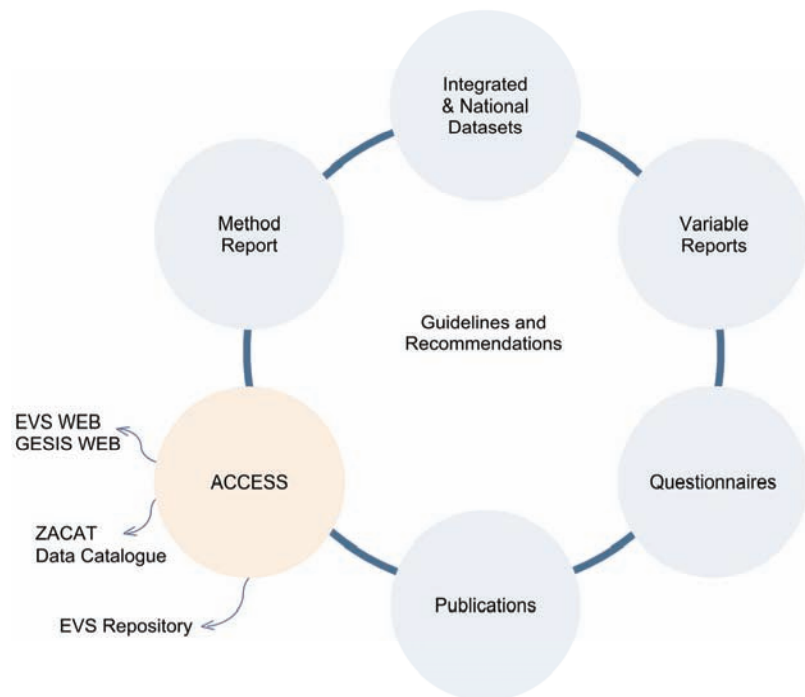 Integrated
& National
Datasets
Method
Report
Variable
Reports
Guidelines and
Recommendations
EVS WEB
GESIS WEB
ACCESS
Questionnaires
ZACAT
Data Catalogue
Publications
EVS Repository